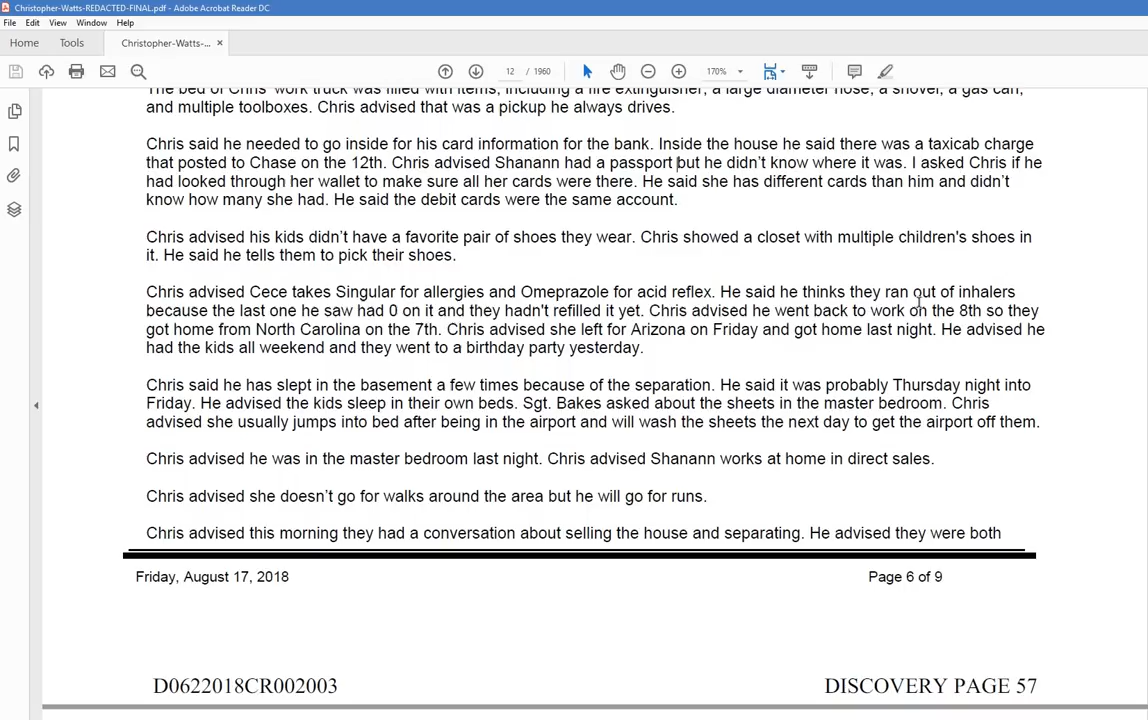 Christopher-Watts-REDACTED-FINAL.pdf - Adobe Acrobat Reader DC
File Edit View Window Help
Home Tools Christopher-Watts-... ×
12 / 1960 170%
The bed of Chris' work truck was filled with items, including a fire extinguisher, a large diameter hose, a shovel, a gas can,
and multiple toolboxes. Chris advised that was a pickup he always drives.
Chris said he needed to go inside for his card information for the bank. Inside the house he said there was a taxicab charge
that posted to Chase on the 12th. Chris advised Shanann had a passport but he didn't know where it was. I asked Chris if he
had looked through her wallet to make sure all her cards were there. He said she has different cards than him and didn't
know how many she had. He said the debit cards were the same account.
Chris advised his kids didn't have a favorite pair of shoes they wear. Chris showed a closet with multiple children's shoes in
it. He said he tells them to pick their shoes.
Chris advised Cece takes Singular for allergies and Omeprazole for acid reflex. He said he thinks they ran out of inhalers
because the last one he saw had 0 on it and they hadn't refilled it yet. Chris advised he went back to work on the 8th so they
got home from North Carolina on the 7th. Chris advised she left for Arizona on Friday and got home last night. He advised he
had the kids all weekend and they went to a birthday party yesterday.
Chris said he has slept in the basement a few times because of the separation. He said it was probably Thursday night into
Friday. He advised the kids sleep in their own beds. Sgt. Bakes asked about the sheets in the master bedroom. Chris
advised she usually jumps into bed after being in the airport and will wash the sheets the next day to get the airport off them.
Chris advised he was in the master bedroom last night. Chris advised Shanann works at home in direct sales.
Chris advised she doesn't go for walks around the area but he will go for runs.
Chris advised this morning they had a conversation about selling the house and separating. He advised they were both
Friday, August 17, 2018 Page 6 of 9
D0622018CR002003 DISCOVERY PAGE 57